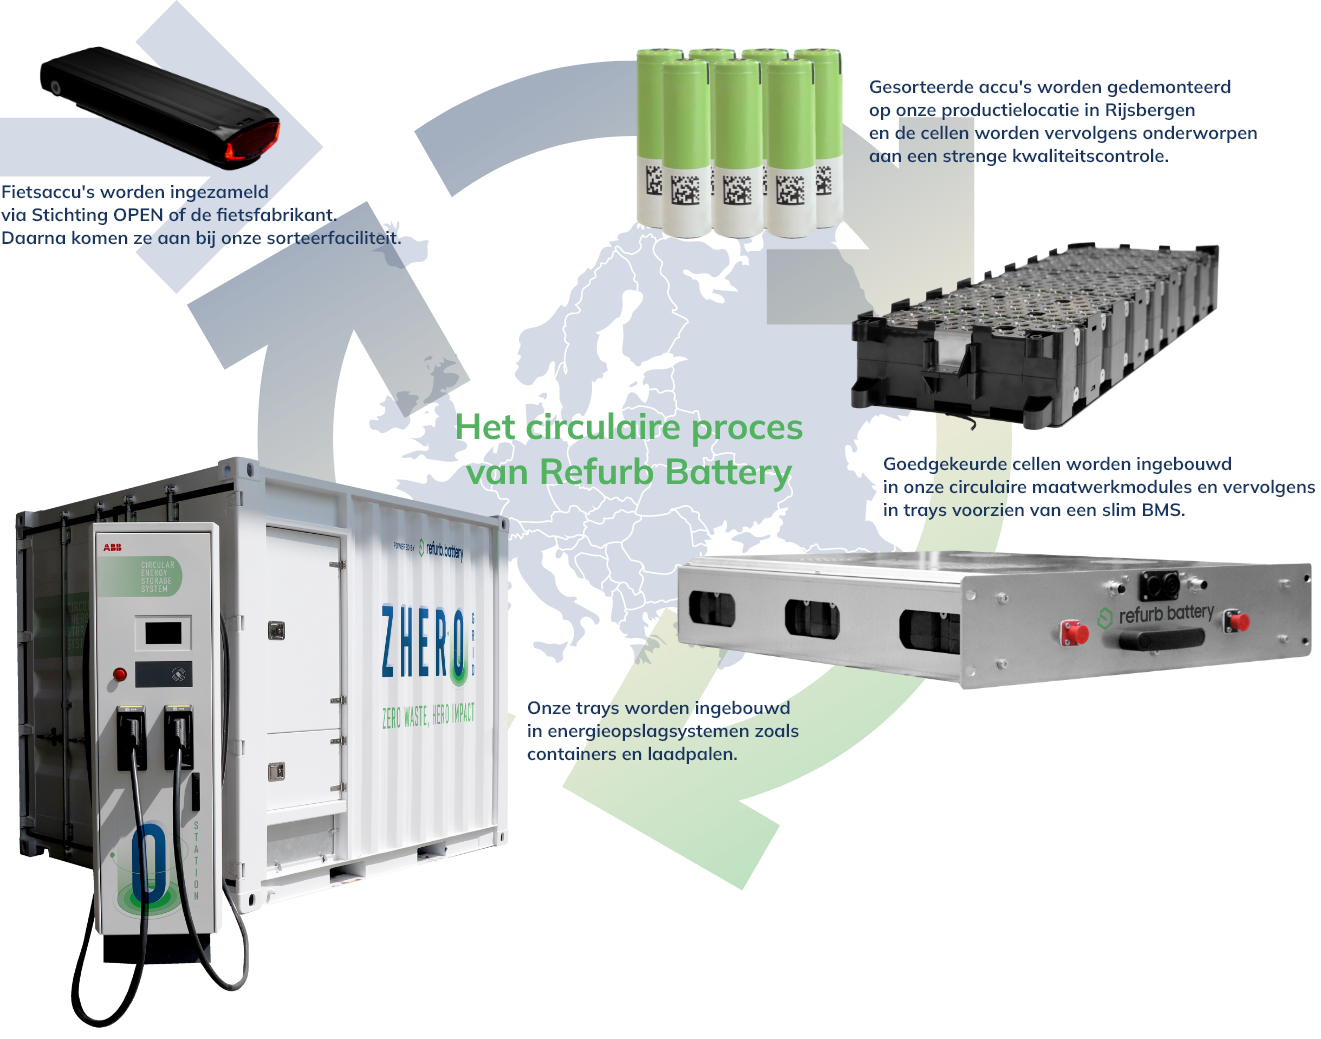 Fietsaccu's worden ingezameld
via Stichting OPEN of de fietsfabrikant.
Daarna komen ze aan bij onze sorteerfaciliteit.
Gesorteerde accu's worden gedemonteerd
op onze productielocatie in Rijsbergen
en de cellen worden vervolgens onderworpen
aan een strenge kwaliteitscontrole.
Het circulaire proces
van Refurb Battery
Goedgekeurde cellen worden ingebouwd
in onze circulaire maatwerkmodules en vervolgens
in trays voorzien van een slim BMS.
refurb battery
Onze trays worden ingebouwd
in energieopslagsystemen zoals
containers en laadpalen.
POWERED BY refurb battery
ZHERO
GRID
ZERO WASTE, HERO IMPACT
ABB
CIRCULAR
ENERGY
STORAGE
SYSTEM
0
STATION